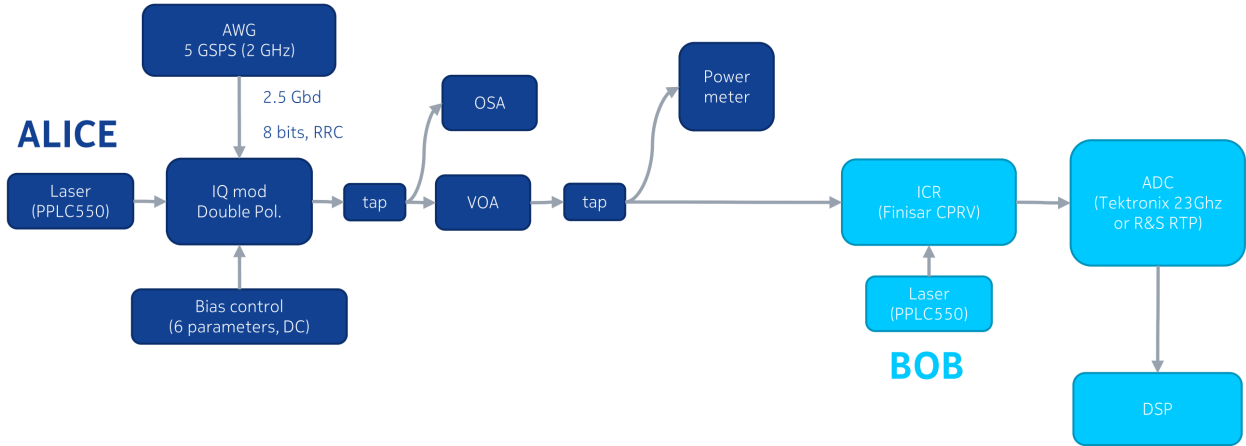 AWG
5 GSPS (2 GHz)
2.5 Gbd
8 bits, RRC
ALICE
Laser
(PPLC550)
IQ mod
Double Pol.
Bias control
(6 parameters, DC)
tap
OSA
VOA
tap
Power
meter
ICR
(Finisar CPRV)
Laser
(PPLC550)
BOB
ADC
(Tektronix 23Ghz
or R&S RTP)
DSP